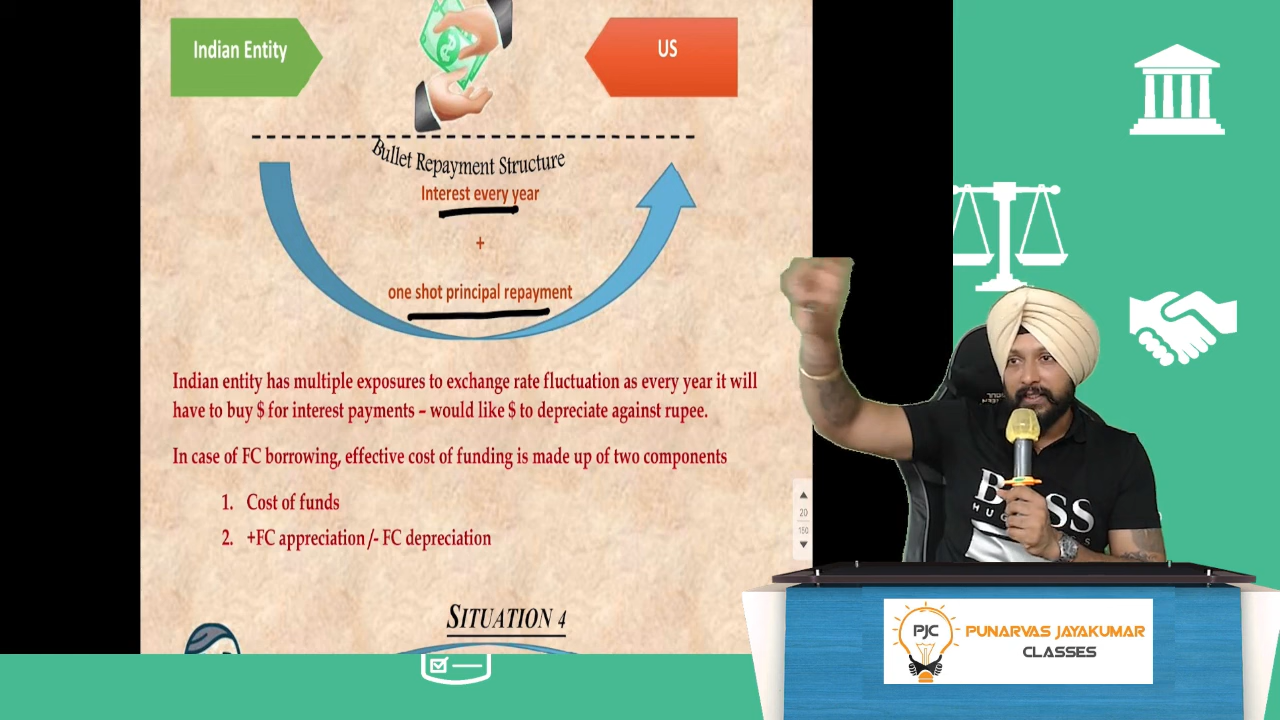 Indian Entity
US
Bullet Repayment Structure
Interest every year
+
one shot principal repayment
Indian entity has multiple exposures to exchange rate fluctuation as every year it will
have to buy $ for interest payments – would like $ to depreciate against rupee.
In case of FC borrowing, effective cost of funding is made up of two components
1. Cost of funds
2. +FC appreciation/- FC depreciation
20
150
SITUATION 4
PJC
PUNARVAS JAYAKUMAR
CLASSES